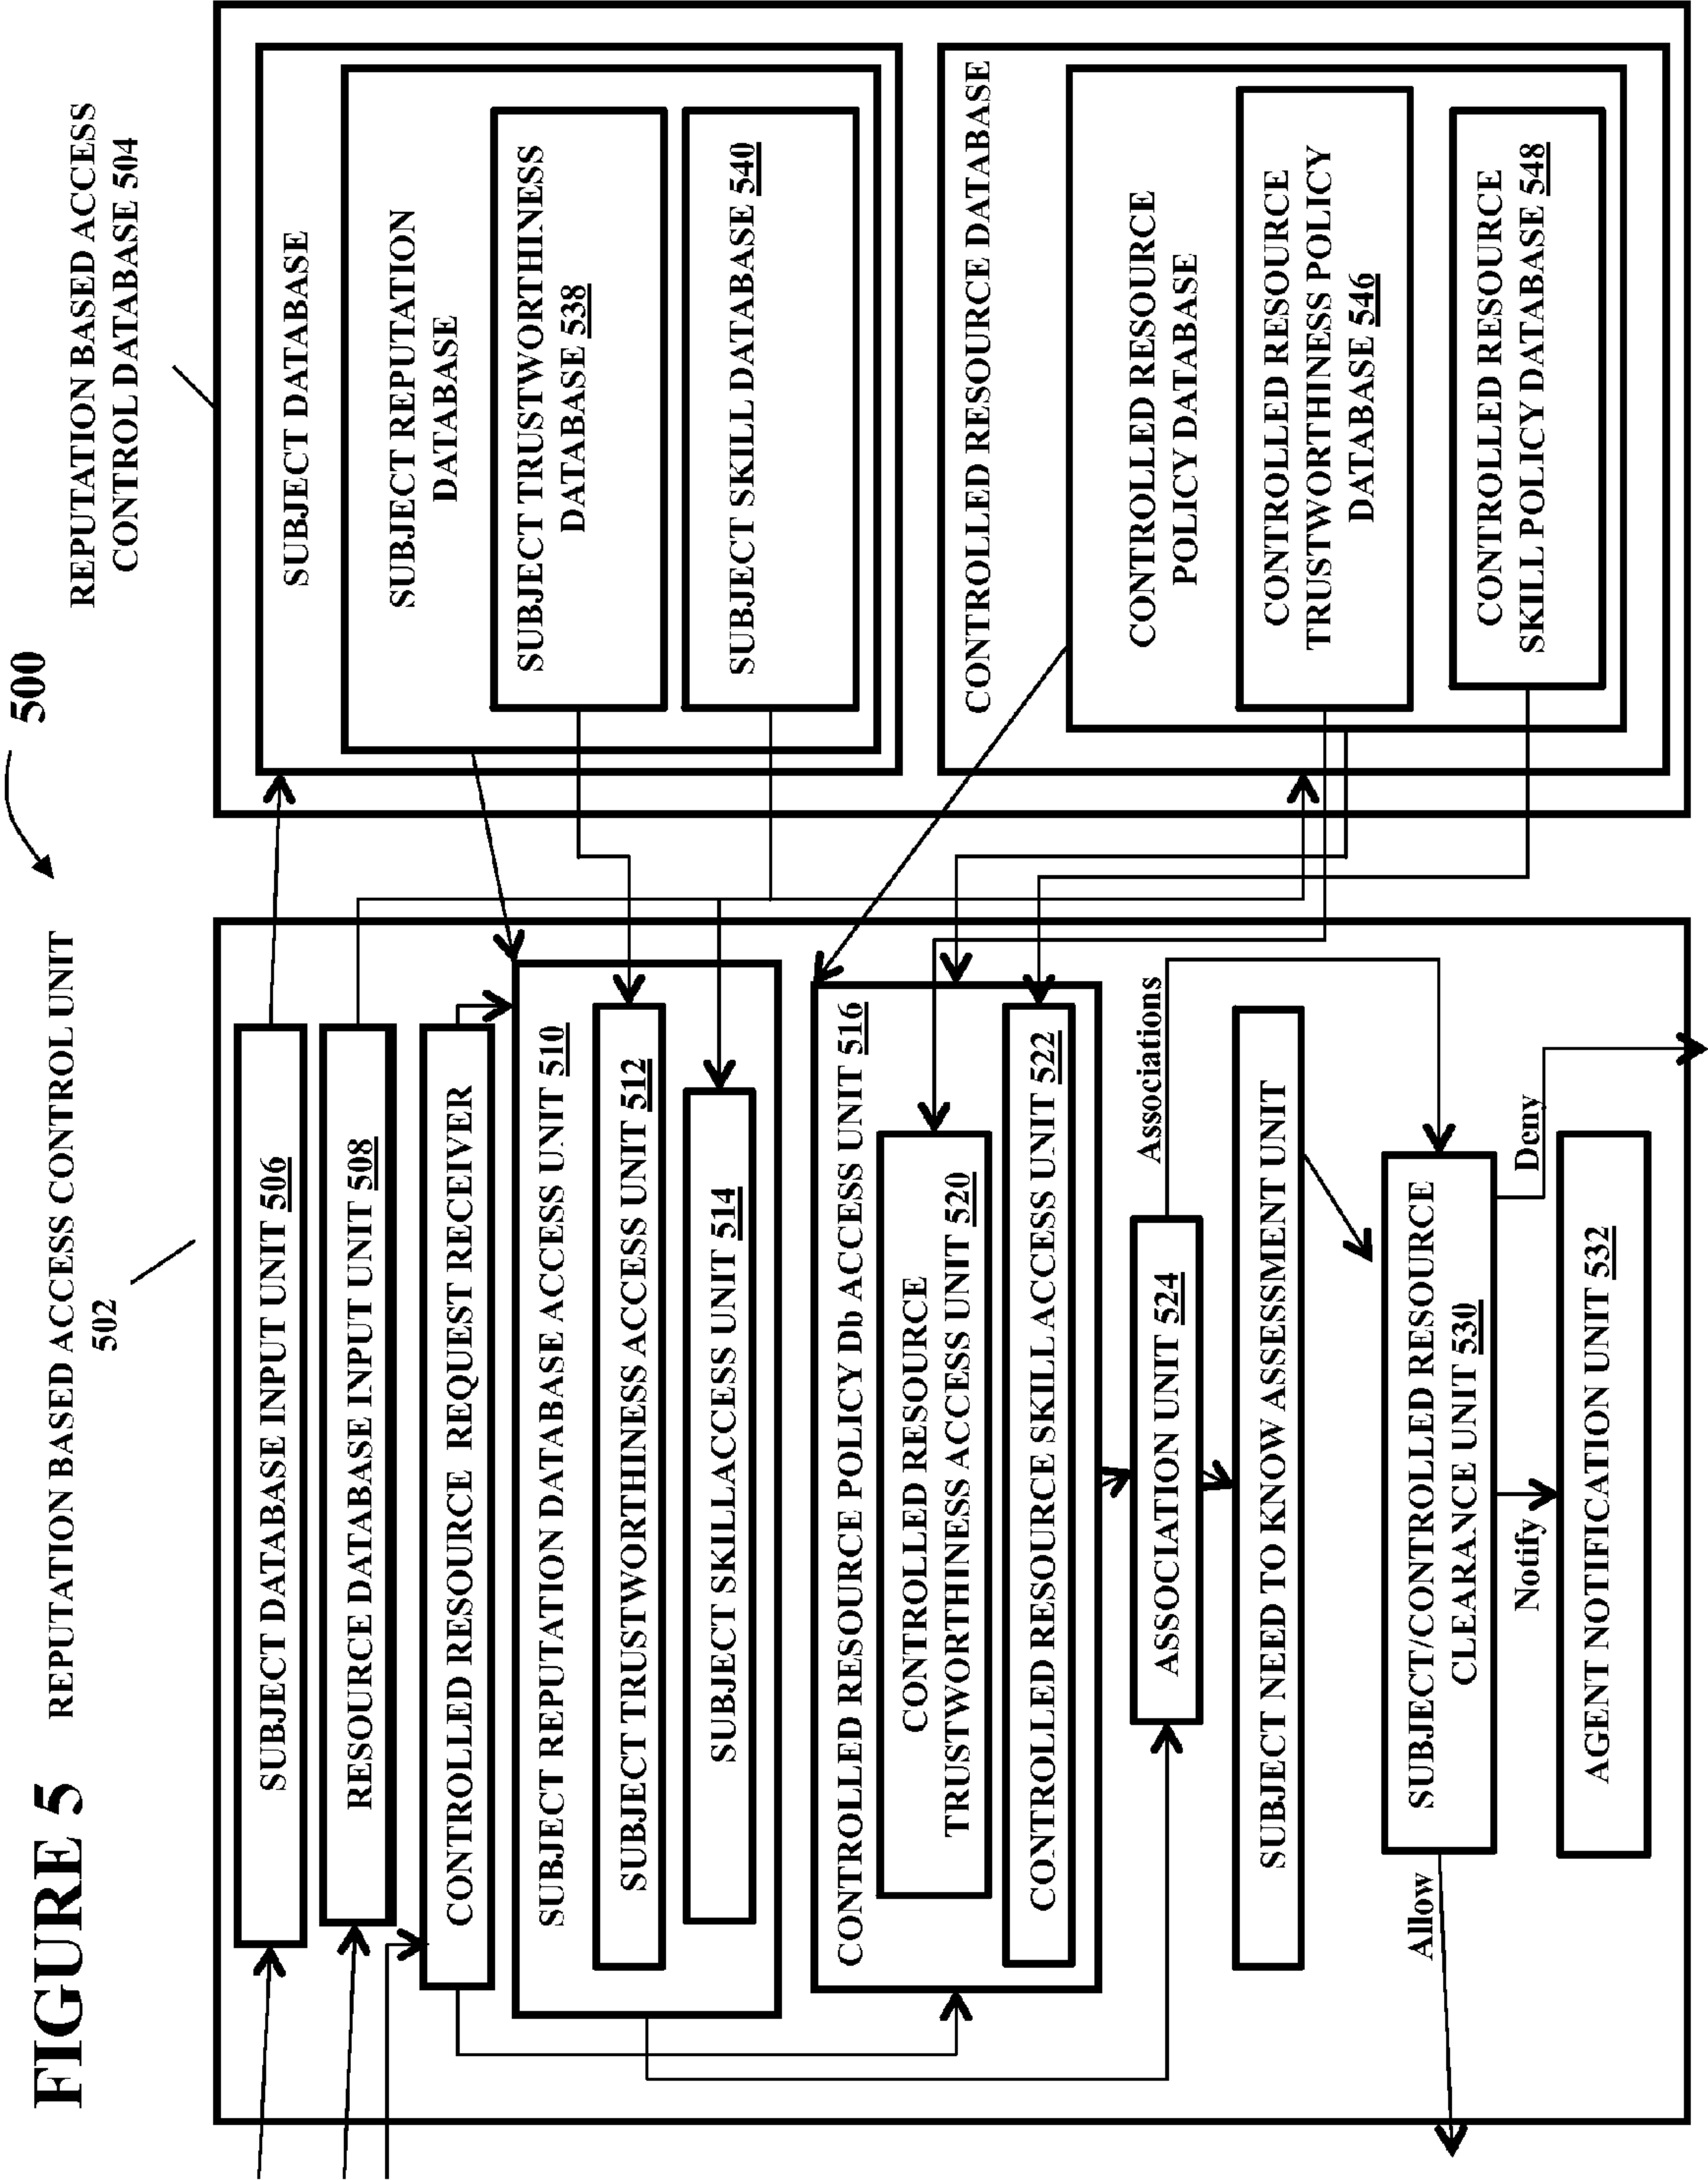 FIGURE 5
500
REPUTATION BASED ACCESS CONTROL UNIT
502
REPUTATION BASED ACCESS
CONTROL DATABASE 504
SUBJECT DATABASE INPUT UNIT 506
RESOURCE DATABASE INPUT UNIT 508
CONTROLLED RESOURCE REQUEST RECEIVER
SUBJECT REPUTATION DATABASE ACCESS UNIT 510
SUBJECT TRUSTWORTHINESS ACCESS UNIT 512
SUBJECT SKILLACCESS UNIT 514
CONTROLLED RESOURCE POLICY Db ACCESS UNIT 516
CONTROLLED RESOURCE
TRUSTWORTHINESS ACCESS UNIT 520
CONTROLLED RESOURCE SKILL ACCESS UNIT 522
ASSOCIATION UNIT 524
Associations
SUBJECT NEED TO KNOW ASSESSMENT UNIT
Allow
SUBJECT/CONTROLLED RESOURCE
CLEARANCE UNIT 530
Notify
Deny
AGENT NOTIFICATION UNIT 532
SUBJECT DATABASE
SUBJECT REPUTATION
DATABASE
SUBJECT TRUSTWORTHINESS
DATABASE 538
SUBJECT SKILL DATABASE 540
CONTROLLED RESOURCE DATABASE
CONTROLLED RESOURCE
POLICY DATABASE
CONTROLLED RESOURCE
TRUSTWORTHINESS POLICY
DATABASE 546
CONTROLLED RESOURCE
SKILL POLICY DATABASE 548